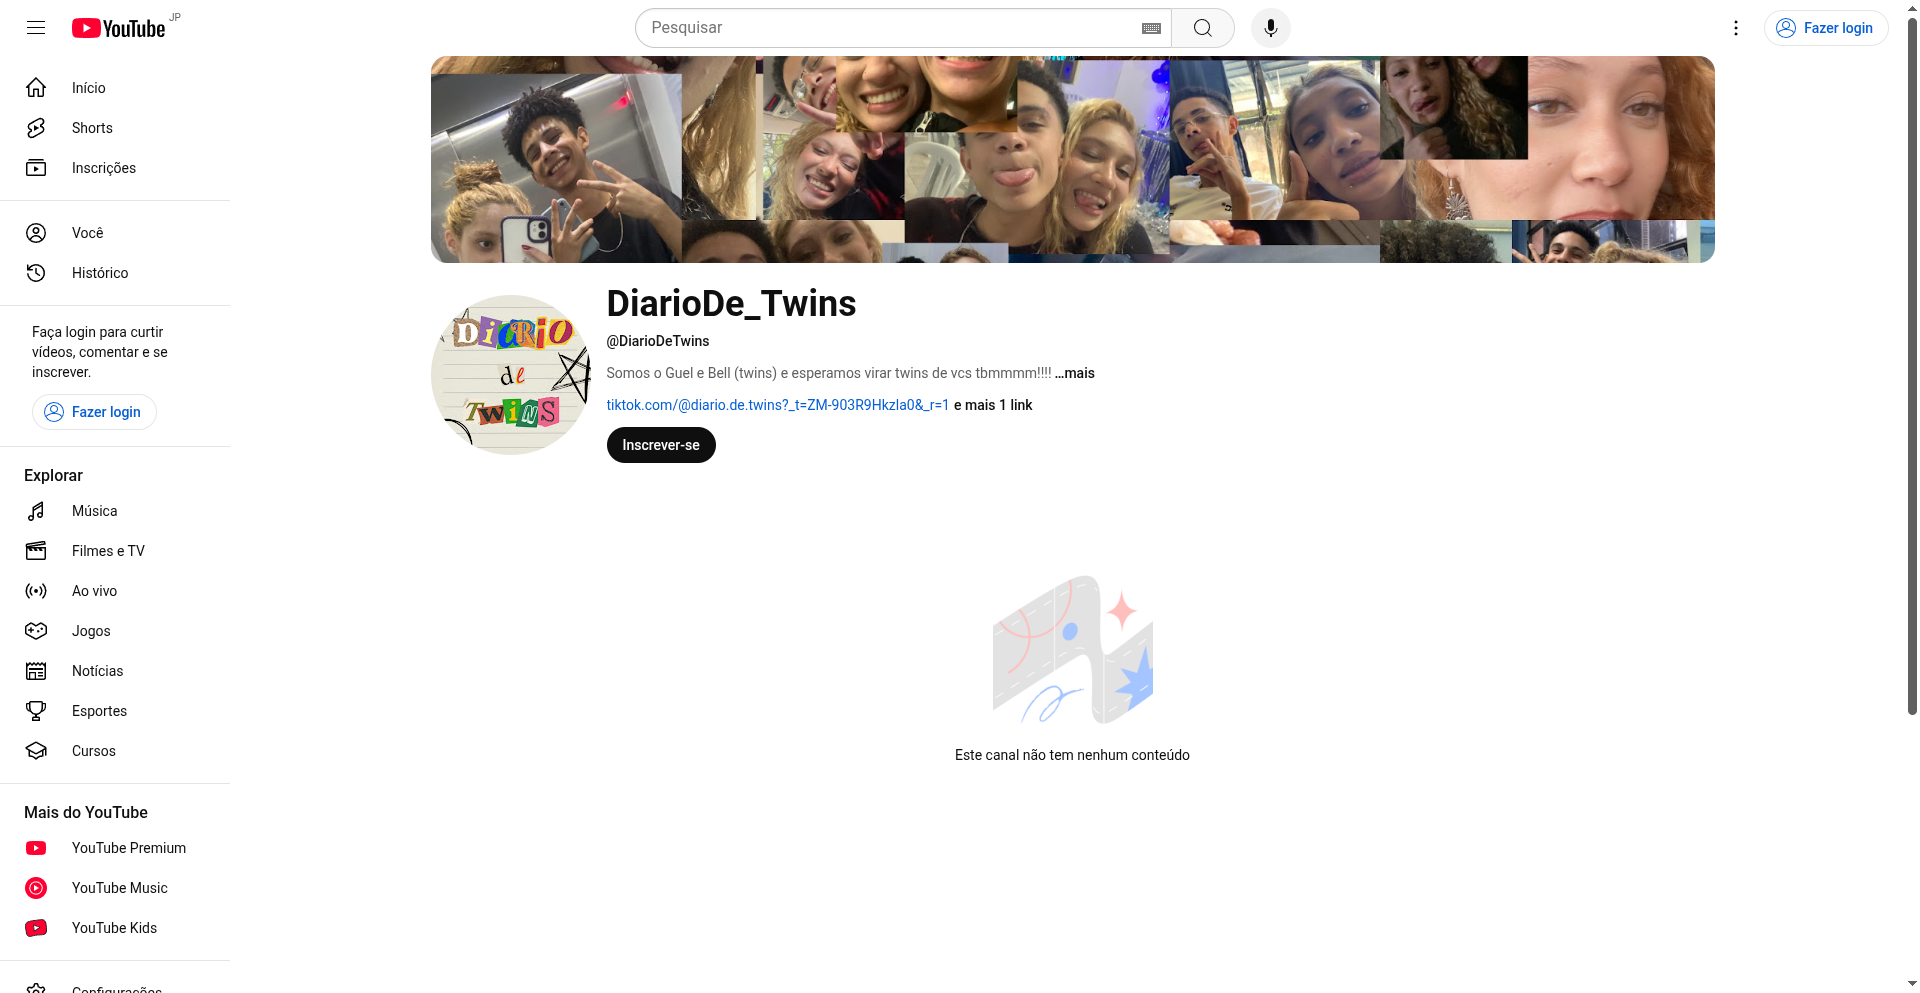 YouTube JP
Pesquisar
Fazer login
Início
Shorts
Inscrições
Você
Histórico
Faça login para curtir
vídeos, comentar e se
inscrever.
Fazer login
Explorar
Música
Filmes e TV
Ao vivo
Jogos
Notícias
Esportes
Cursos
Mais do YouTube
YouTube Premium
YouTube Music
YouTube Kids
Configurações
DiaRiO
de
TwiNS
DiarioDe_Twins
@DiarioDeTwins
Somos o Guel e Bell (twins) e esperamos virar twins de vcs tbmmmm!!!! ...mais
tiktok.com/@diario.de.twins?_t=ZM-903R9Hkzla0&_r=1 e mais 1 link
Inscrever-se
Este canal não tem nenhum conteúdo